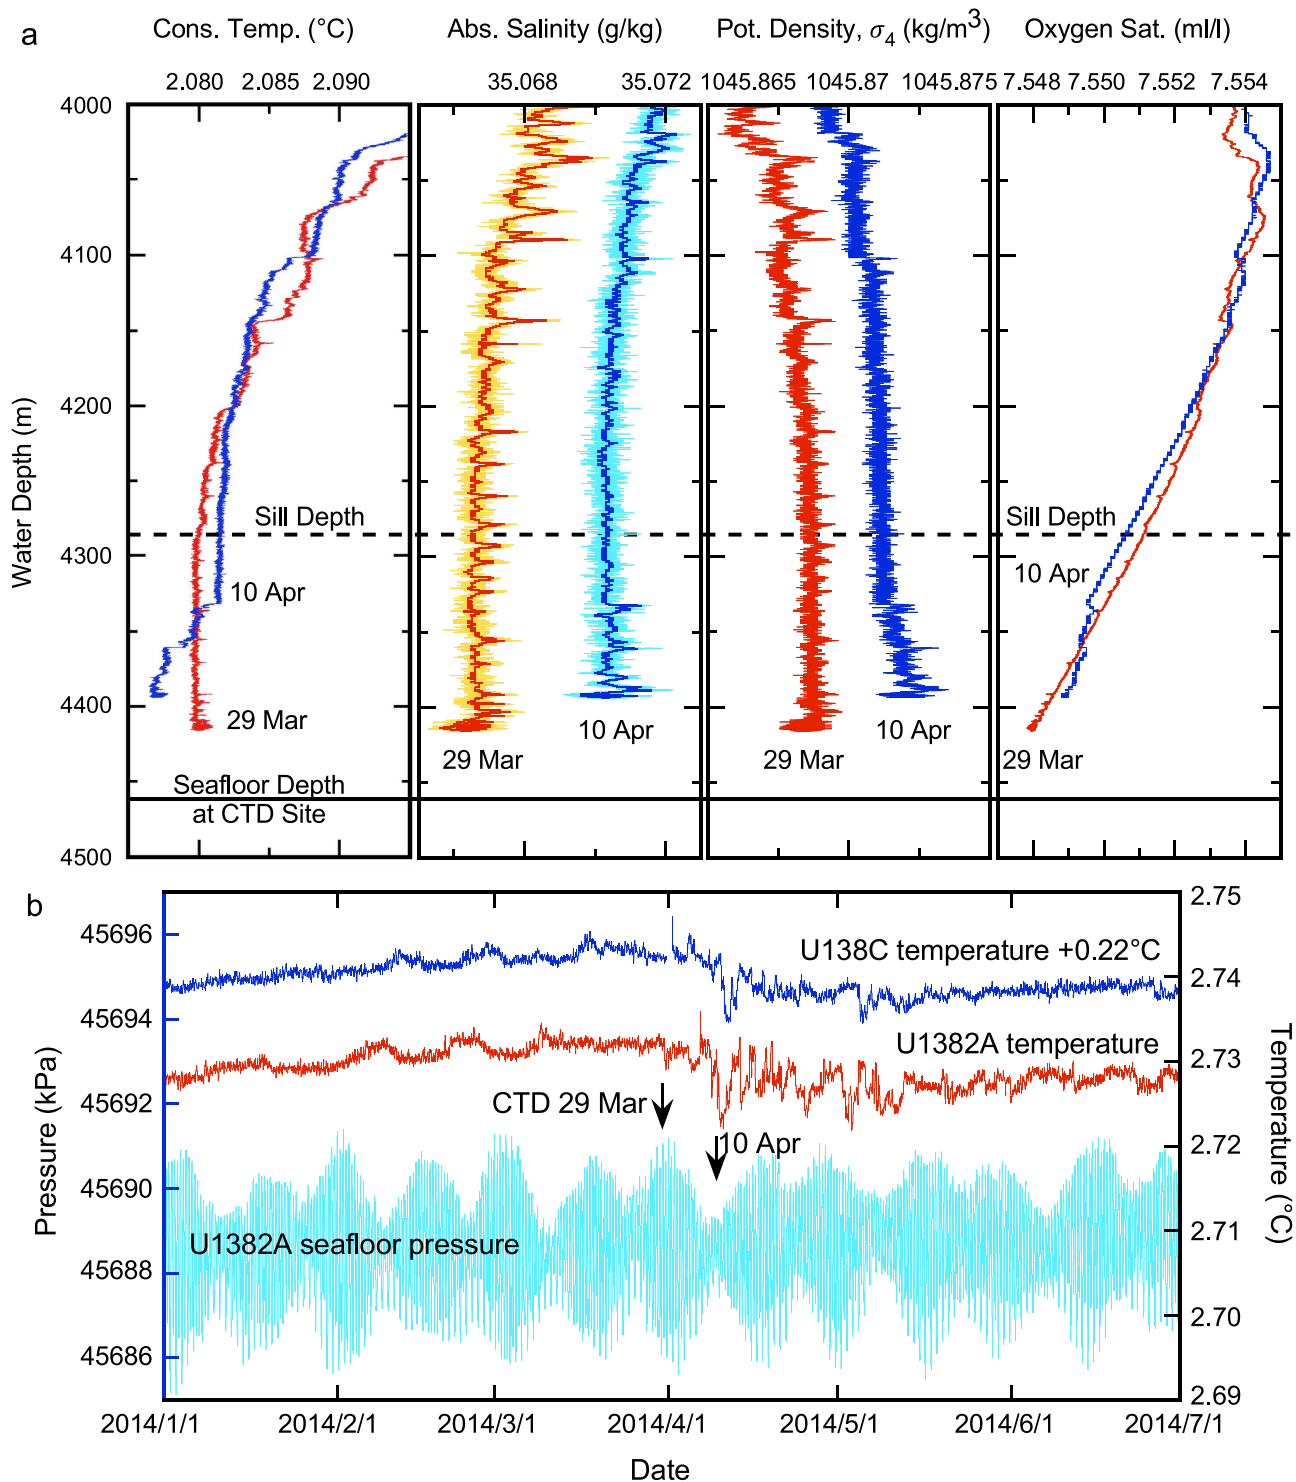 a
Cons. Temp. (°C)
Abs. Salinity (g/kg)
Pot. Density, σ4 (kg/m3)
Oxygen Sat. (ml/l)
2.080
2.085
2.090
35.068
35.072
1045.865
1045.87
1045.875
7.548
7.550
7.552
7.554
Water Depth (m)
4000
4100
4200
4300
4400
4500
Sill Depth
10 Apr
29 Mar
Seafloor Depth
at CTD Site
29 Mar
10 Apr
29 Mar
10 Apr
Sill Depth
10 Apr
29 Mar
b
Pressure (kPa)
45696
45694
45692
45690
45688
45686
U138C temperature +0.22°C
U1382A temperature
CTD 29 Mar
10 Apr
U1382A seafloor pressure
2.75
2.74
2.73
2.72
2.71
2.70
2.69
Temperature (°C)
2014/1/1
2014/2/1
2014/3/1
2014/4/1
2014/5/1
2014/6/1
2014/7/1
Date